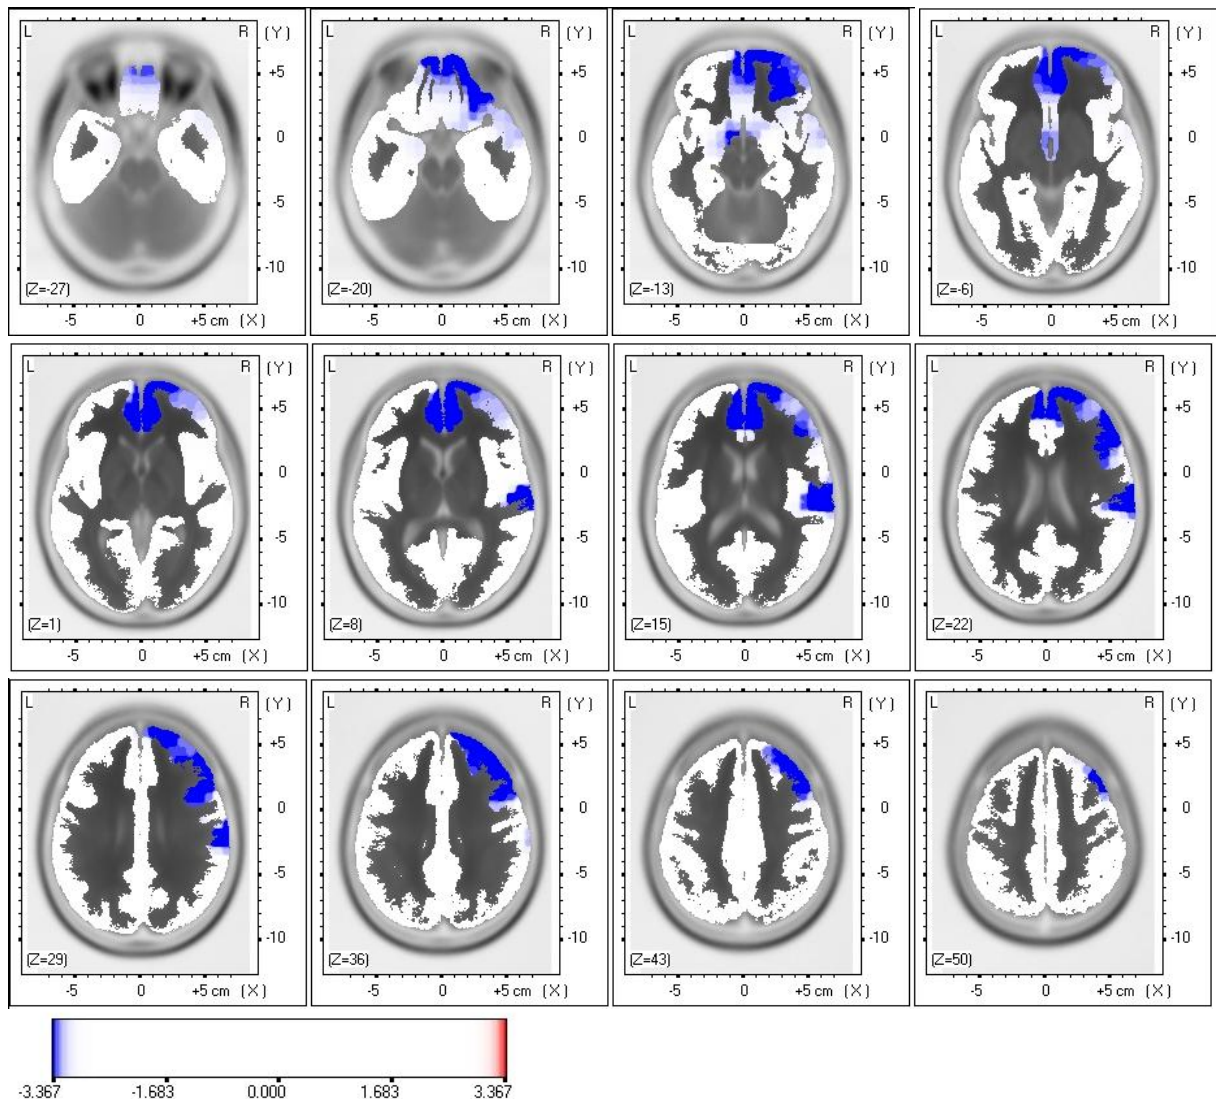 L R (Y)
+5
0
-5
-10
(Z=-27)
-5 0 +5 cm (X)
L R (Y)
+5
0
-5
-10
(Z=-20)
-5 0 +5 cm (X)
L R (Y)
+5
0
-5
-10
(Z=-13)
-5 0 +5 cm (X)
L R (Y)
+5
0
-5
-10
(Z=-6)
-5 0 +5 cm (X)
L R (Y)
+5
0
-5
-10
(Z=1)
-5 0 +5 cm (X)
L R (Y)
+5
0
-5
-10
(Z=8)
-5 0 +5 cm (X)
L R (Y)
+5
0
-5
-10
(Z=15)
-5 0 +5 cm (X)
L R (Y)
+5
0
-5
-10
(Z=22)
-5 0 +5 cm (X)
L R (Y)
+5
0
-5
-10
(Z=29)
-5 0 +5 cm (X)
L R (Y)
+5
0
-5
-10
(Z=36)
-5 0 +5 cm (X)
L R (Y)
+5
0
-5
-10
(Z=43)
-5 0 +5 cm (X)
L R (Y)
+5
0
-5
-10
(Z=50)
-5 0 +5 cm (X)
-3.367 -1.683 0.000 1.683 3.367